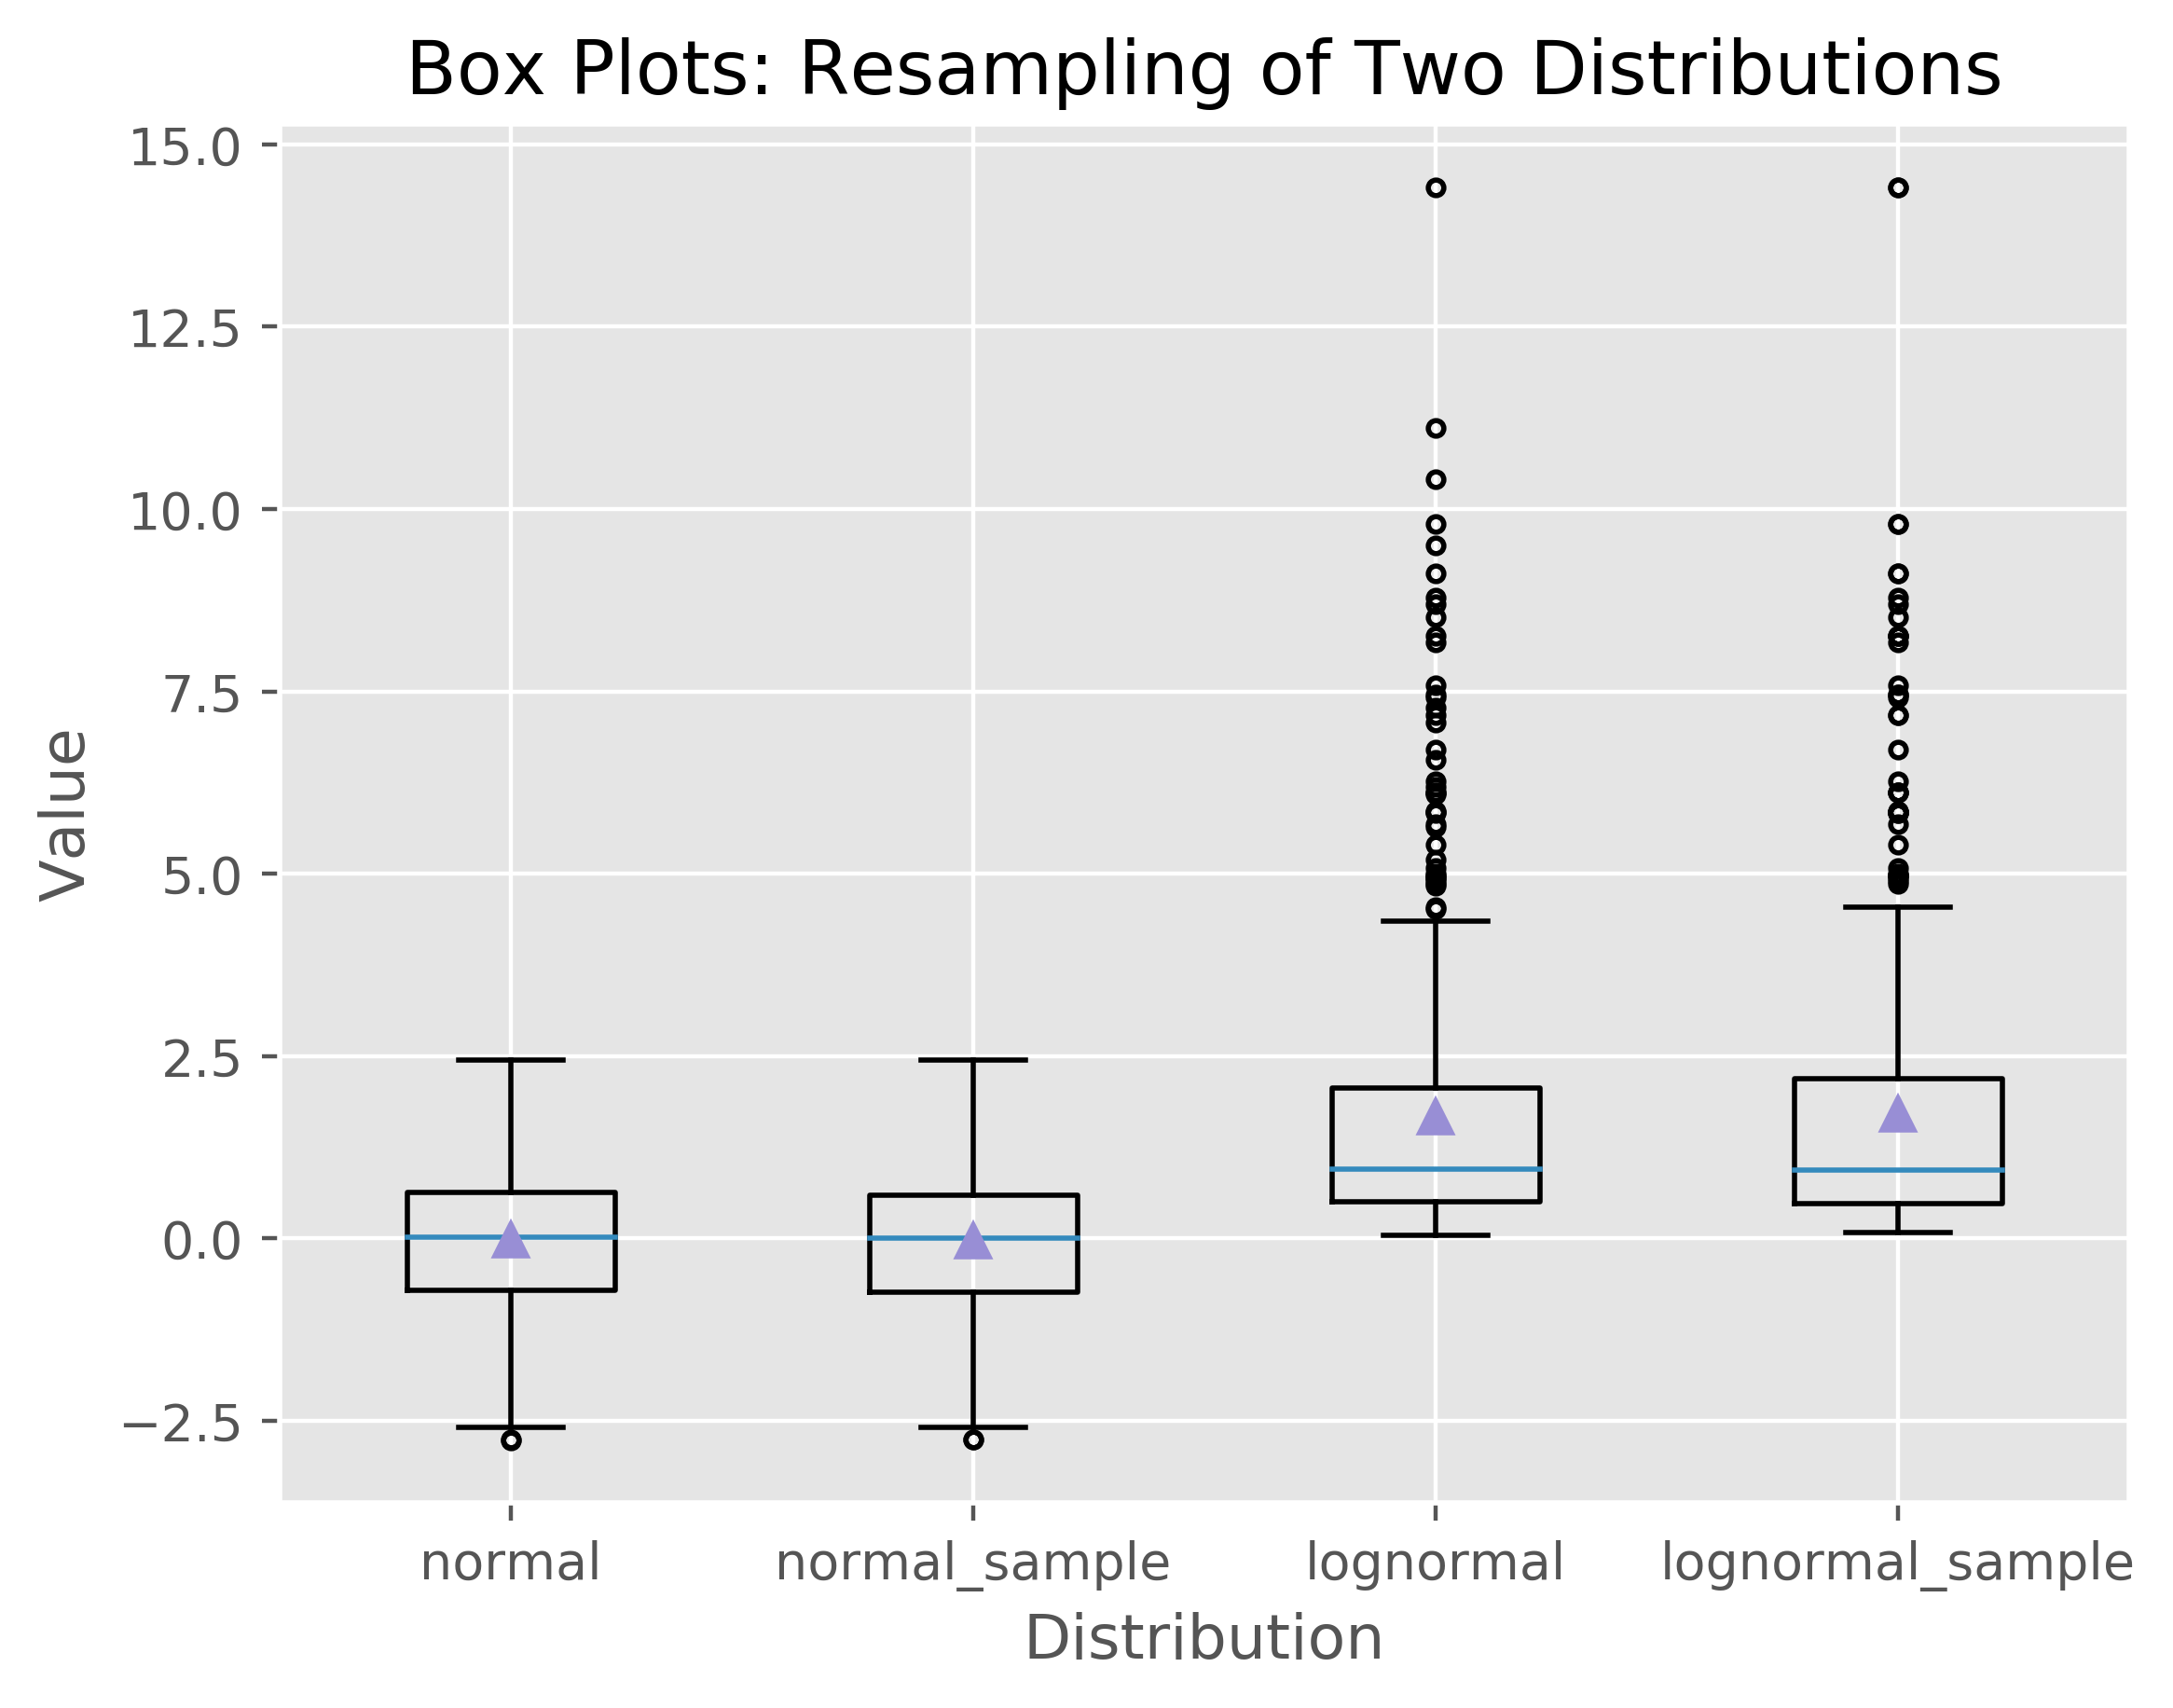 Box Plots: Resampling of Two Distributions
15.0
12.5
10.0
7.5
5.0
2.5
0.0
−2.5
Value
normal normal_sample lognormal lognormal_sample
Distribution